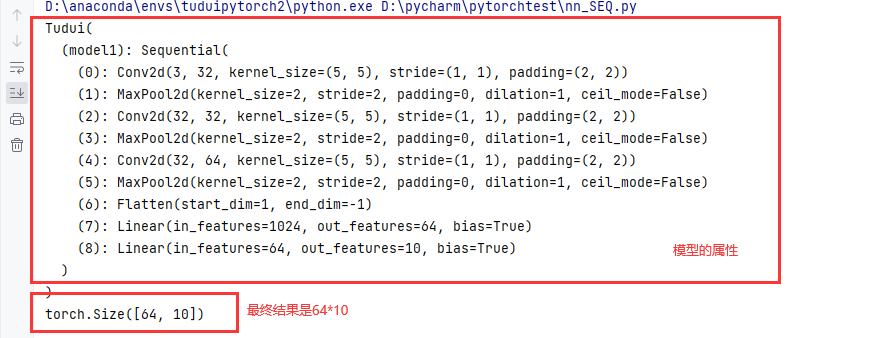 D:\anaconda\envs\tuduipytorch2\python.exe D:\pycharm\pytorchtest\nn_SEQ.py
Tudui(
  (model1): Sequential(
    (0): Conv2d(3, 32, kernel_size=(5, 5), stride=(1, 1), padding=(2, 2))
    (1): MaxPool2d(kernel_size=2, stride=2, padding=0, dilation=1, ceil_mode=False)
    (2): Conv2d(32, 32, kernel_size=(5, 5), stride=(1, 1), padding=(2, 2))
    (3): MaxPool2d(kernel_size=2, stride=2, padding=0, dilation=1, ceil_mode=False)
    (4): Conv2d(32, 64, kernel_size=(5, 5), stride=(1, 1), padding=(2, 2))
    (5): MaxPool2d(kernel_size=2, stride=2, padding=0, dilation=1, ceil_mode=False)
    (6): Flatten(start_dim=1, end_dim=-1)
    (7): Linear(in_features=1024, out_features=64, bias=True)
    (8): Linear(in_features=64, out_features=10, bias=True)
模型的属性
  )
)
torch.Size([64, 10])
最终结果是64*10